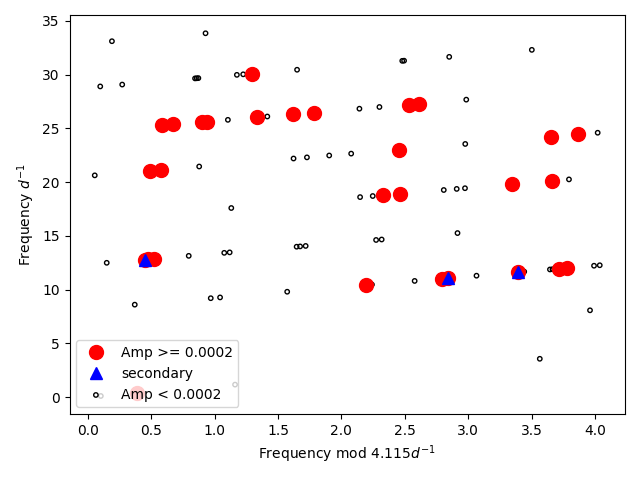 35
30
25
20
15
10
5
0
Frequency $d^{-1}$
Amp >= 0.0002
secondary
Amp < 0.0002
0.0 0.5 1.0 1.5 2.0 2.5 3.0 3.5 4.0
Frequency mod 4.115$d^{-1}$